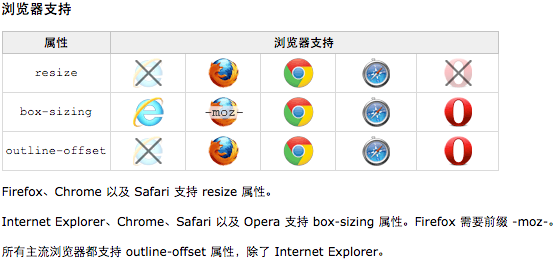 浏览器支持
属性 浏览器支持
resize
box-sizing -moz-
outline-offset
Firefox、Chrome 以及 Safari 支持 resize 属性。
Internet Explorer、Chrome、Safari 以及 Opera 支持 box-sizing 属性。Firefox 需要前缀 -moz-。
所有主流浏览器都支持 outline-offset 属性，除了 Internet Explorer。